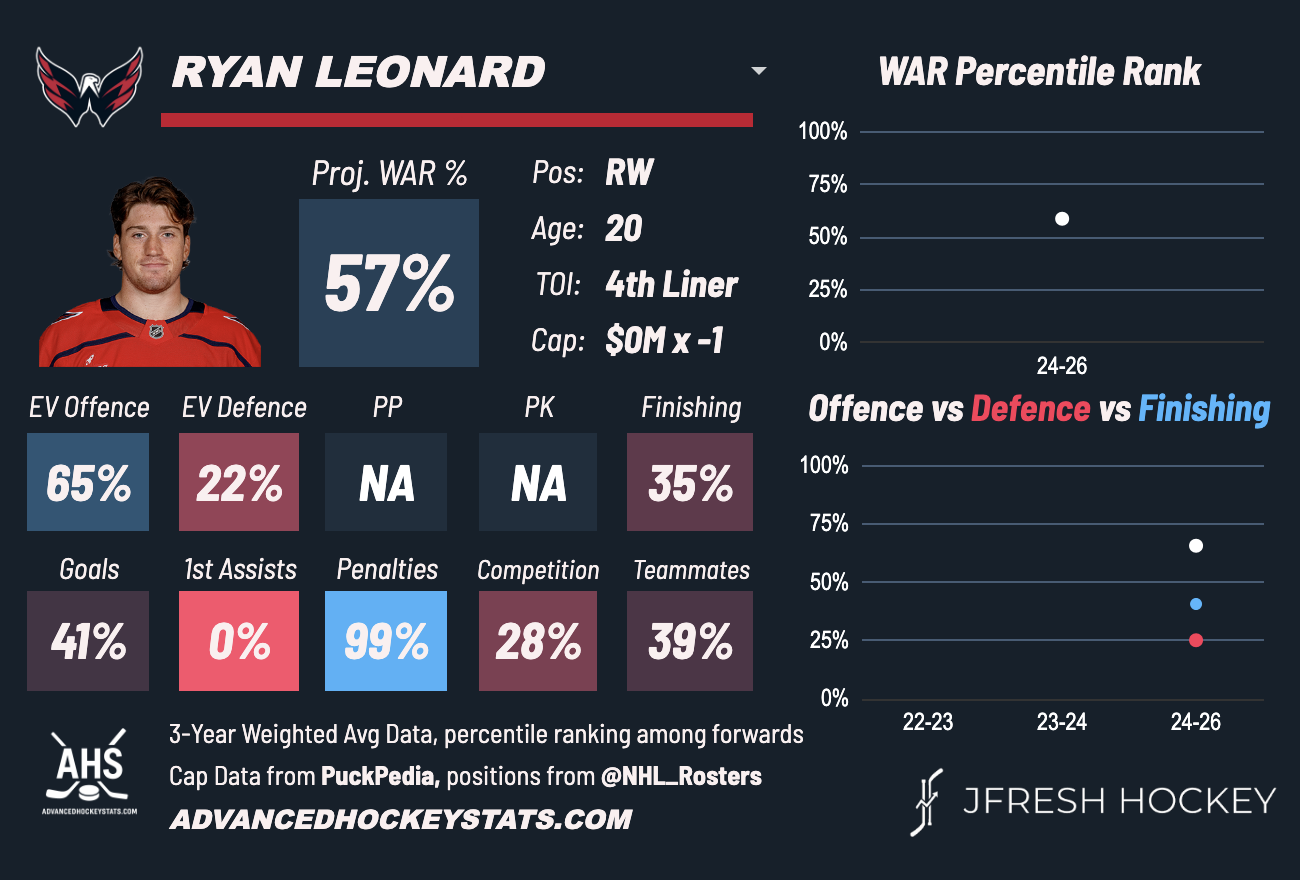 RYAN LEONARD
WAR Percentile Rank
Proj. WAR %
57%
Pos: RW
Age: 20
TOI: 4th Liner
Cap: $0M x -1
100%
75%
50%
25%
0%
24-26
EV Offence EV Defence PP PK Finishing
65% 22% NA NA 35%
Goals 1st Assists Penalties Competition Teammates
41% 0% 99% 28% 39%
Offence vs Defence vs Finishing
100%
75%
50%
25%
0%
22-23 23-24 24-26
AHS
ADVANCEDHOCKEYSTATS.COM
3-Year Weighted Avg Data, percentile ranking among forwards
Cap Data from PuckPedia, positions from @NHL_Rosters
ADVANCEDHOCKEYSTATS.COM
JFRESH HOCKEY